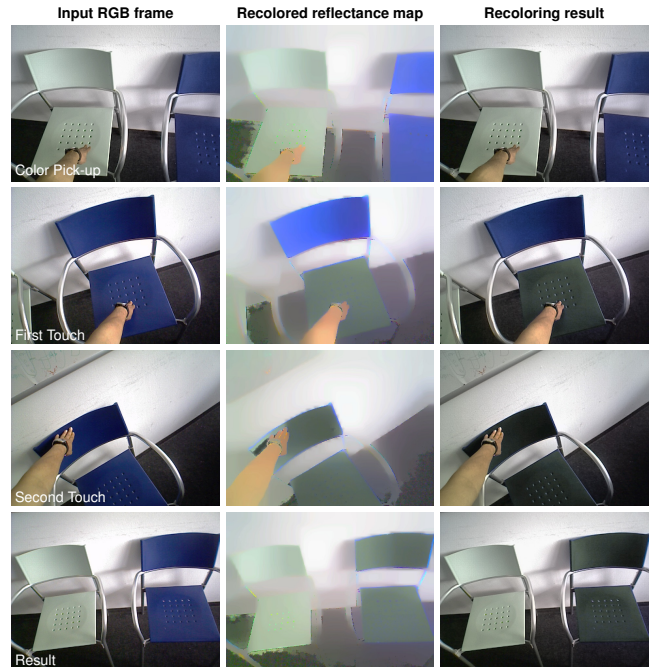 Input RGB frame
Recolored reflectance map
Recoloring result
Color Pick-up
First Touch
Second Touch
Result